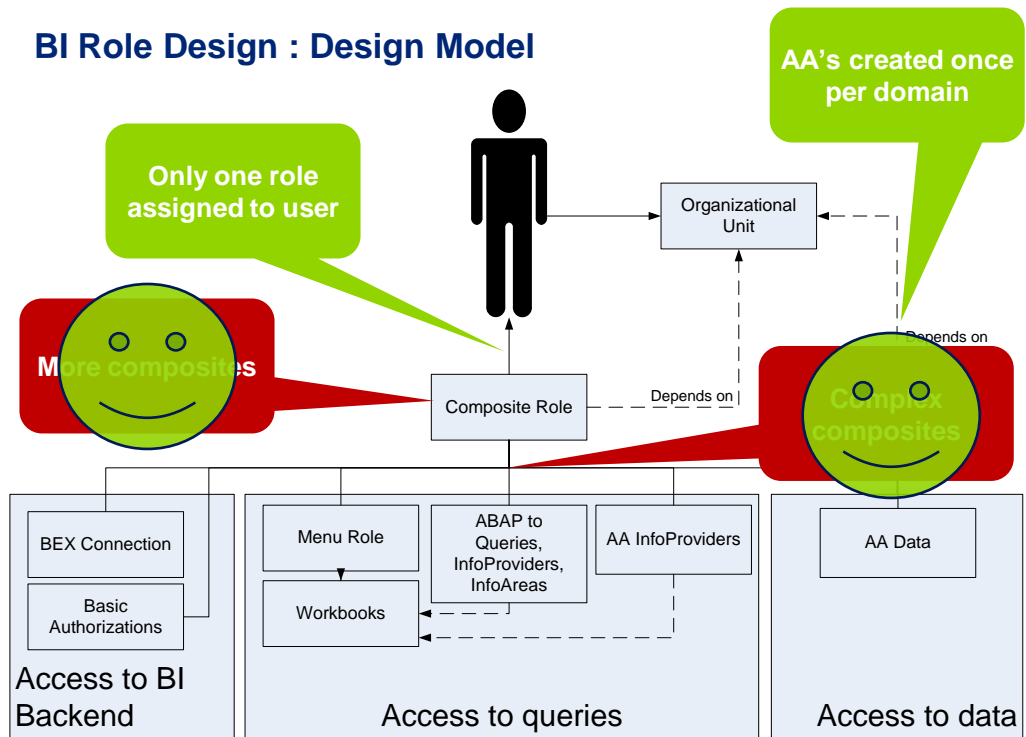 BI Role Design : Design Model
AA's created once
per domain
Only one role
assigned to user
Organizational
Unit
Depends on
More composites
Composite Role
Depends on
Complex
composites
BEX Connection
Basic
Authorizations
Menu Role
Workbooks
ABAP to
Queries,
InfoProviders,
InfoAreas
AA InfoProviders
AA Data
Access to BI
Backend
Access to queries
Access to data